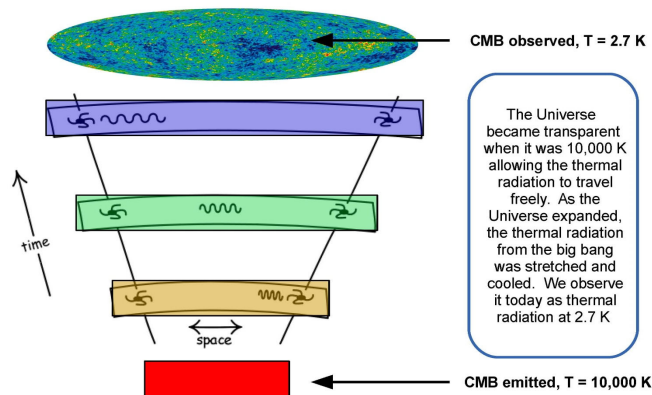 CMB observed, T = 2.7 K
The Universe
became transparent
when it was 10,000 K
allowing the thermal
radiation to travel
freely. As the
Universe expanded,
the thermal radiation
from the big bang
was stretched and
cooled. We observe
it today as thermal
radiation at 2.7 K
time
space
CMB emitted, T = 10,000 K